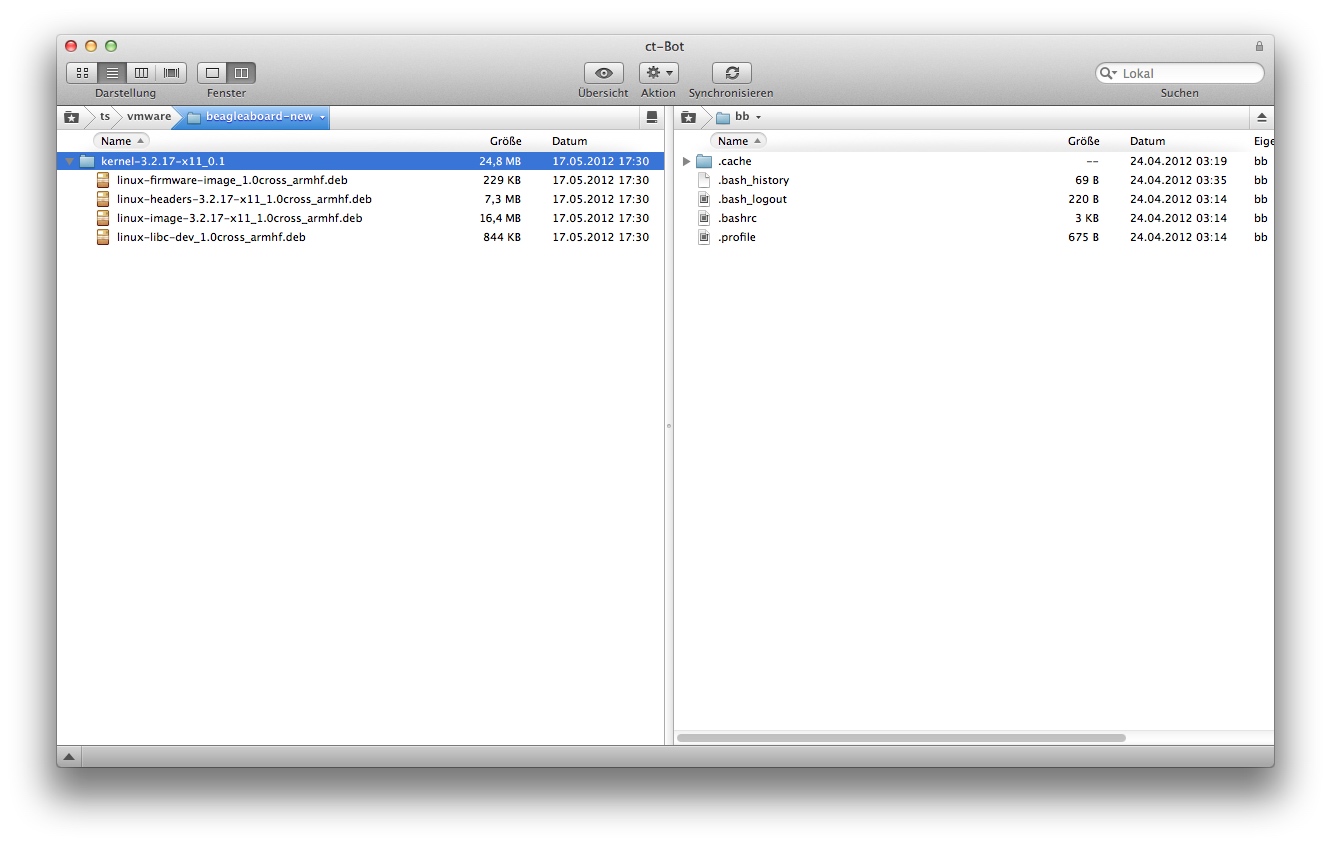 ct-Bot
Lokal
Darstellung Fenster Übersicht Aktion Synchronisieren Suchen
ts vmware beagleaboard-new
Name Größe Datum
kernel-3.2.17-x11_0.1 24,8 MB 17.05.2012 17:30
linux-firmware-image_1.0cross_armhf.deb 229 KB 17.05.2012 17:30
linux-headers-3.2.17-x11_1.0cross_armhf.deb 7,3 MB 17.05.2012 17:30
linux-image-3.2.17-x11_1.0cross_armhf.deb 16,4 MB 17.05.2012 17:30
linux-libc-dev_1.0cross_armhf.deb 844 KB 17.05.2012 17:30
bb
Name Größe Datum Eige
.cache -- 24.04.2012 03:19 bb
.bash_history 69 B 24.04.2012 03:35 bb
.bash_logout 220 B 24.04.2012 03:14 bb
.bashrc 3 KB 24.04.2012 03:14 bb
.profile 675 B 24.04.2012 03:14 bb